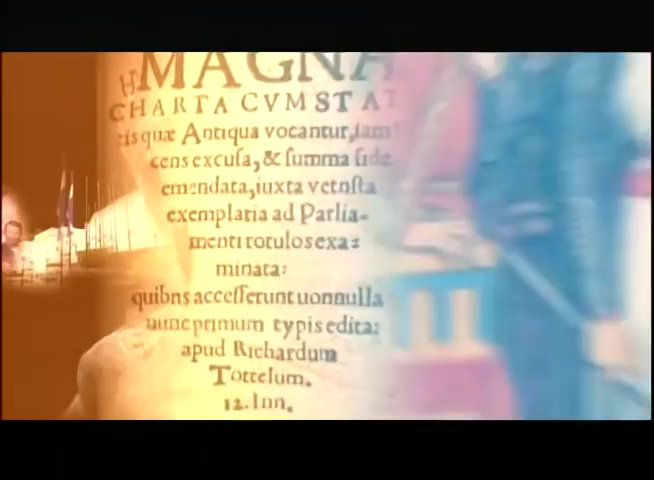 MAGNA
CHARTA CVM STAT
tis quæ Antiqua vocantur, iam
cens excusa, & summa fide
emendata, iuxta vetusta
exemplaria ad Parlia-
menti rotulos exa:
minata:
quibus accesserunt nonnulla
nunc primum typis edita:
apud Richardum
Tottelum.
12. Iun.